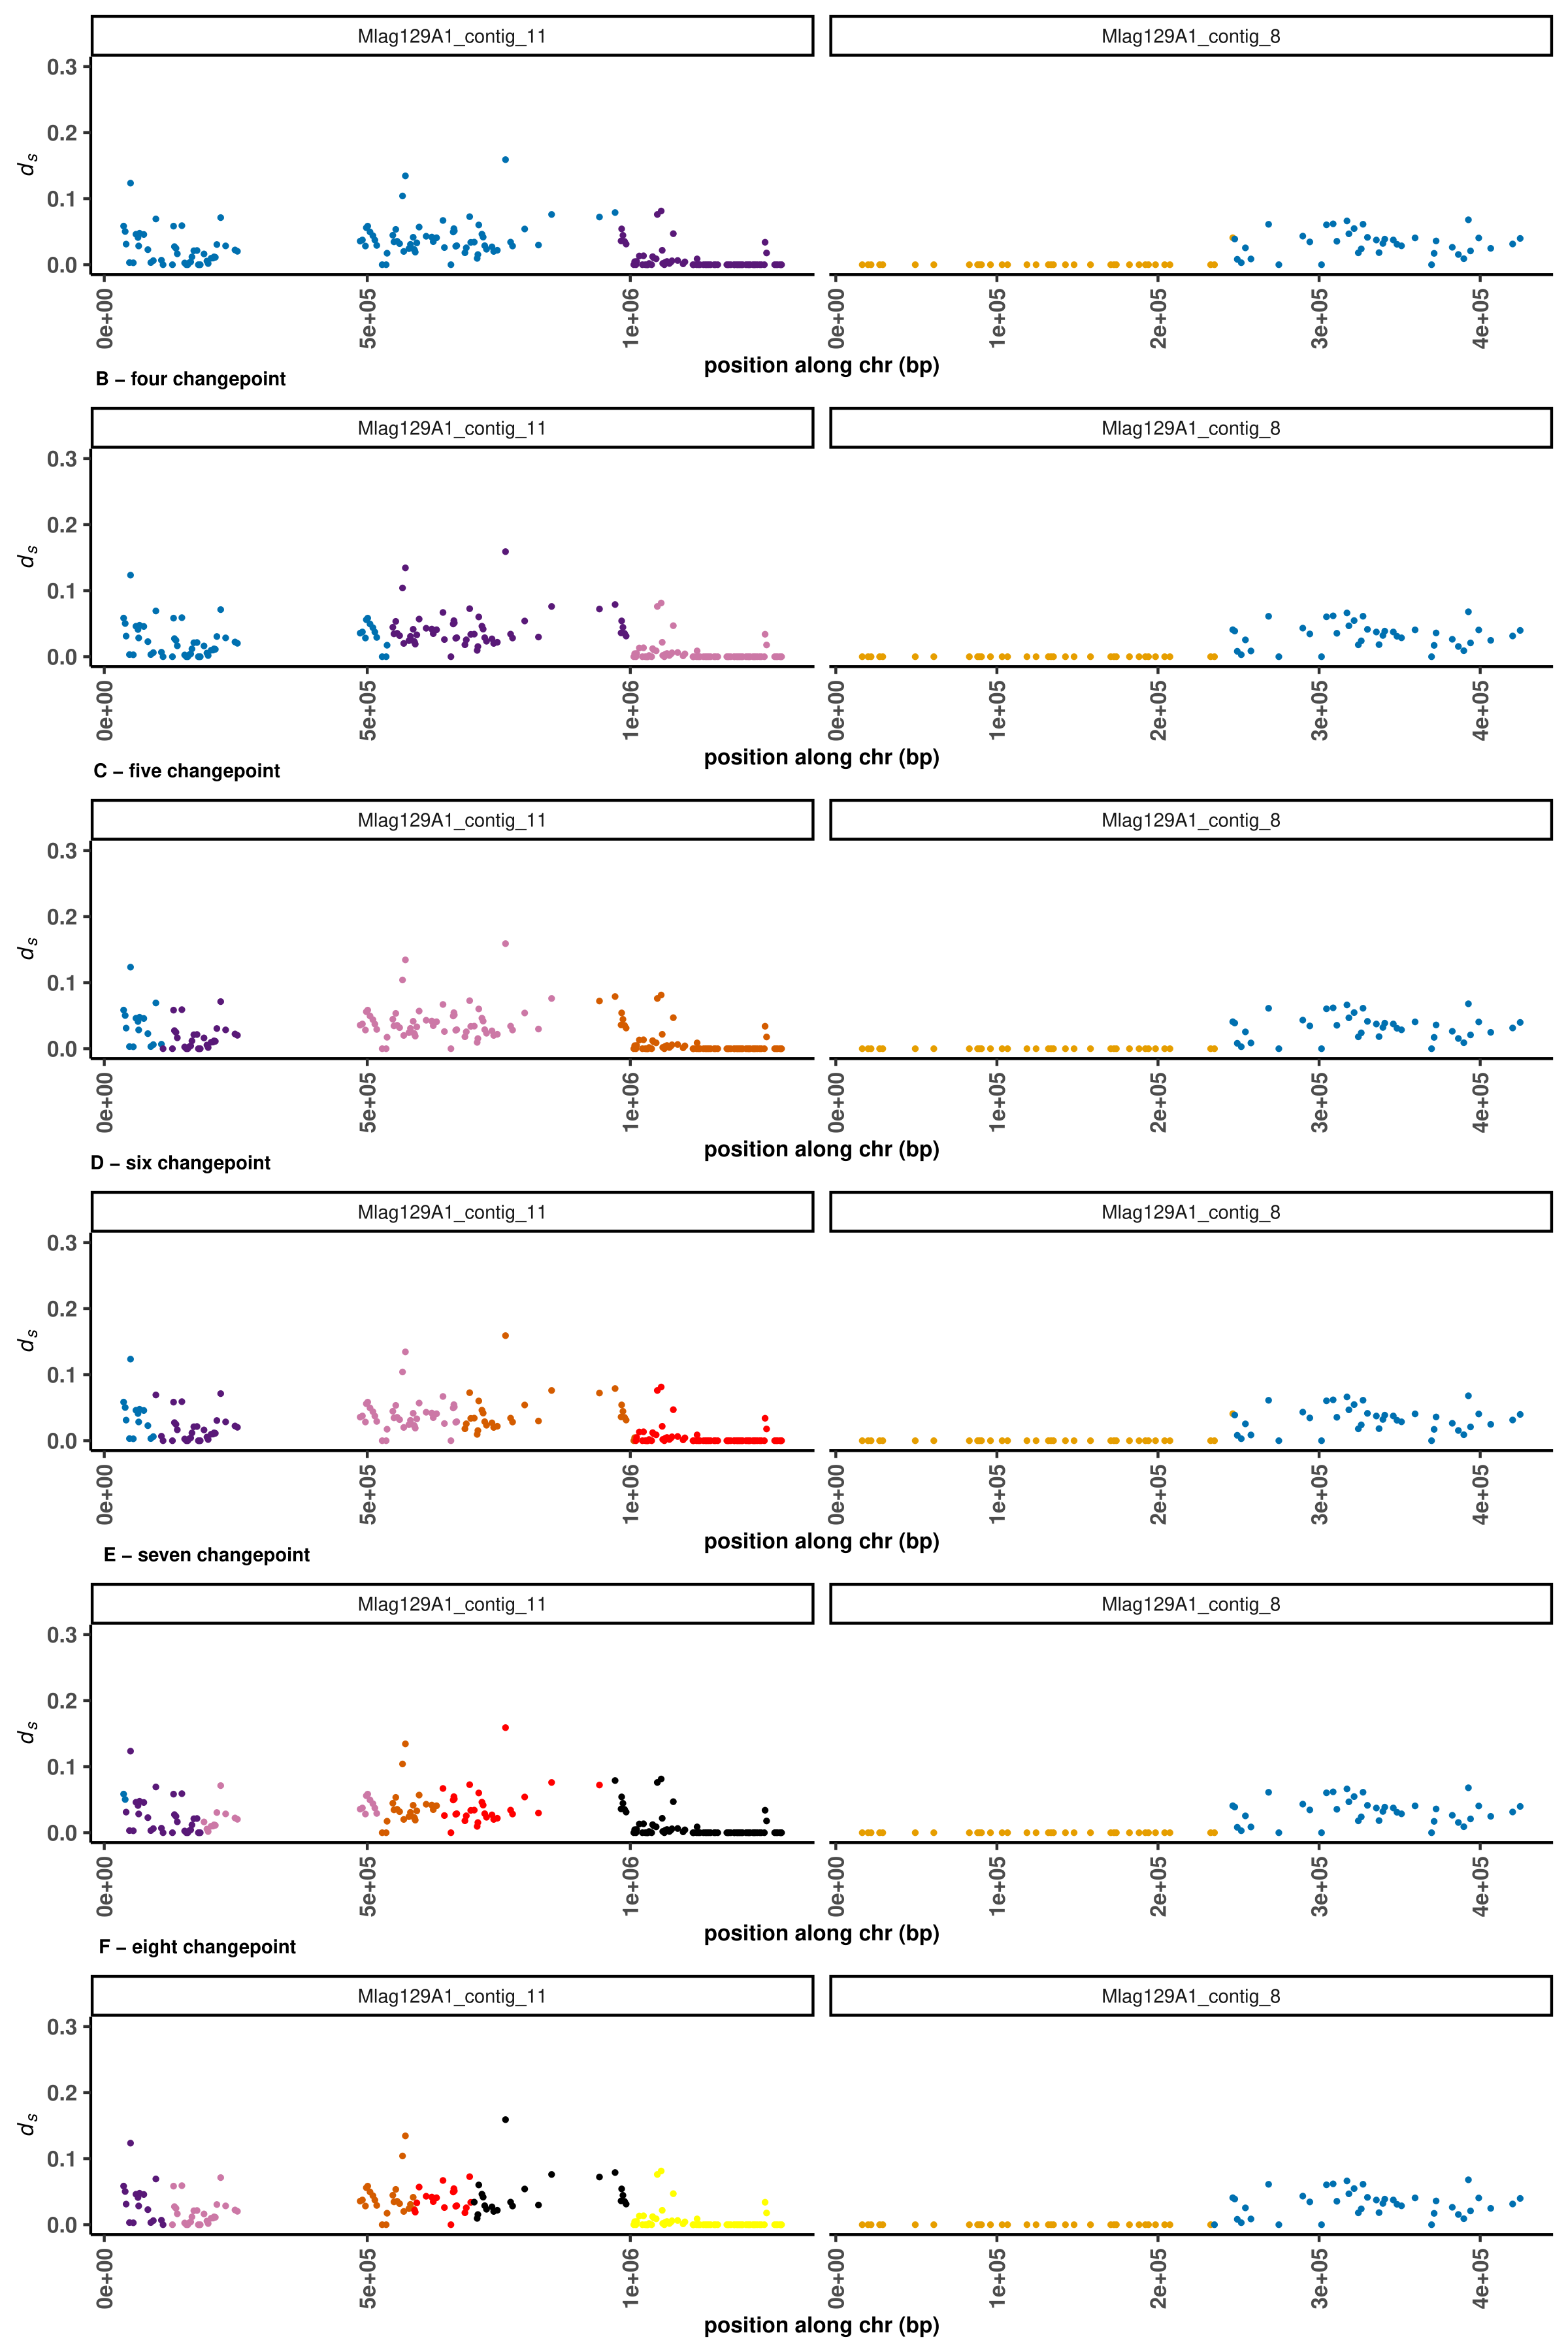 Mlag129A1_contig_11 Mlag129A1_contig_8
0.3
0.2
0.1
0.0
ds
0e+00 5e+05 1e+06 0e+00 1e+05 2e+05 3e+05 4e+05
position along chr (bp)
B – four changepoint
Mlag129A1_contig_11 Mlag129A1_contig_8
0.3
0.2
0.1
0.0
ds
0e+00 5e+05 1e+06 0e+00 1e+05 2e+05 3e+05 4e+05
position along chr (bp)
C – five changepoint
Mlag129A1_contig_11 Mlag129A1_contig_8
0.3
0.2
0.1
0.0
ds
0e+00 5e+05 1e+06 0e+00 1e+05 2e+05 3e+05 4e+05
position along chr (bp)
D – six changepoint
Mlag129A1_contig_11 Mlag129A1_contig_8
0.3
0.2
0.1
0.0
ds
0e+00 5e+05 1e+06 0e+00 1e+05 2e+05 3e+05 4e+05
position along chr (bp)
E – seven changepoint
Mlag129A1_contig_11 Mlag129A1_contig_8
0.3
0.2
0.1
0.0
ds
0e+00 5e+05 1e+06 0e+00 1e+05 2e+05 3e+05 4e+05
position along chr (bp)
F – eight changepoint
Mlag129A1_contig_11 Mlag129A1_contig_8
0.3
0.2
0.1
0.0
ds
0e+00 5e+05 1e+06 0e+00 1e+05 2e+05 3e+05 4e+05
position along chr (bp)